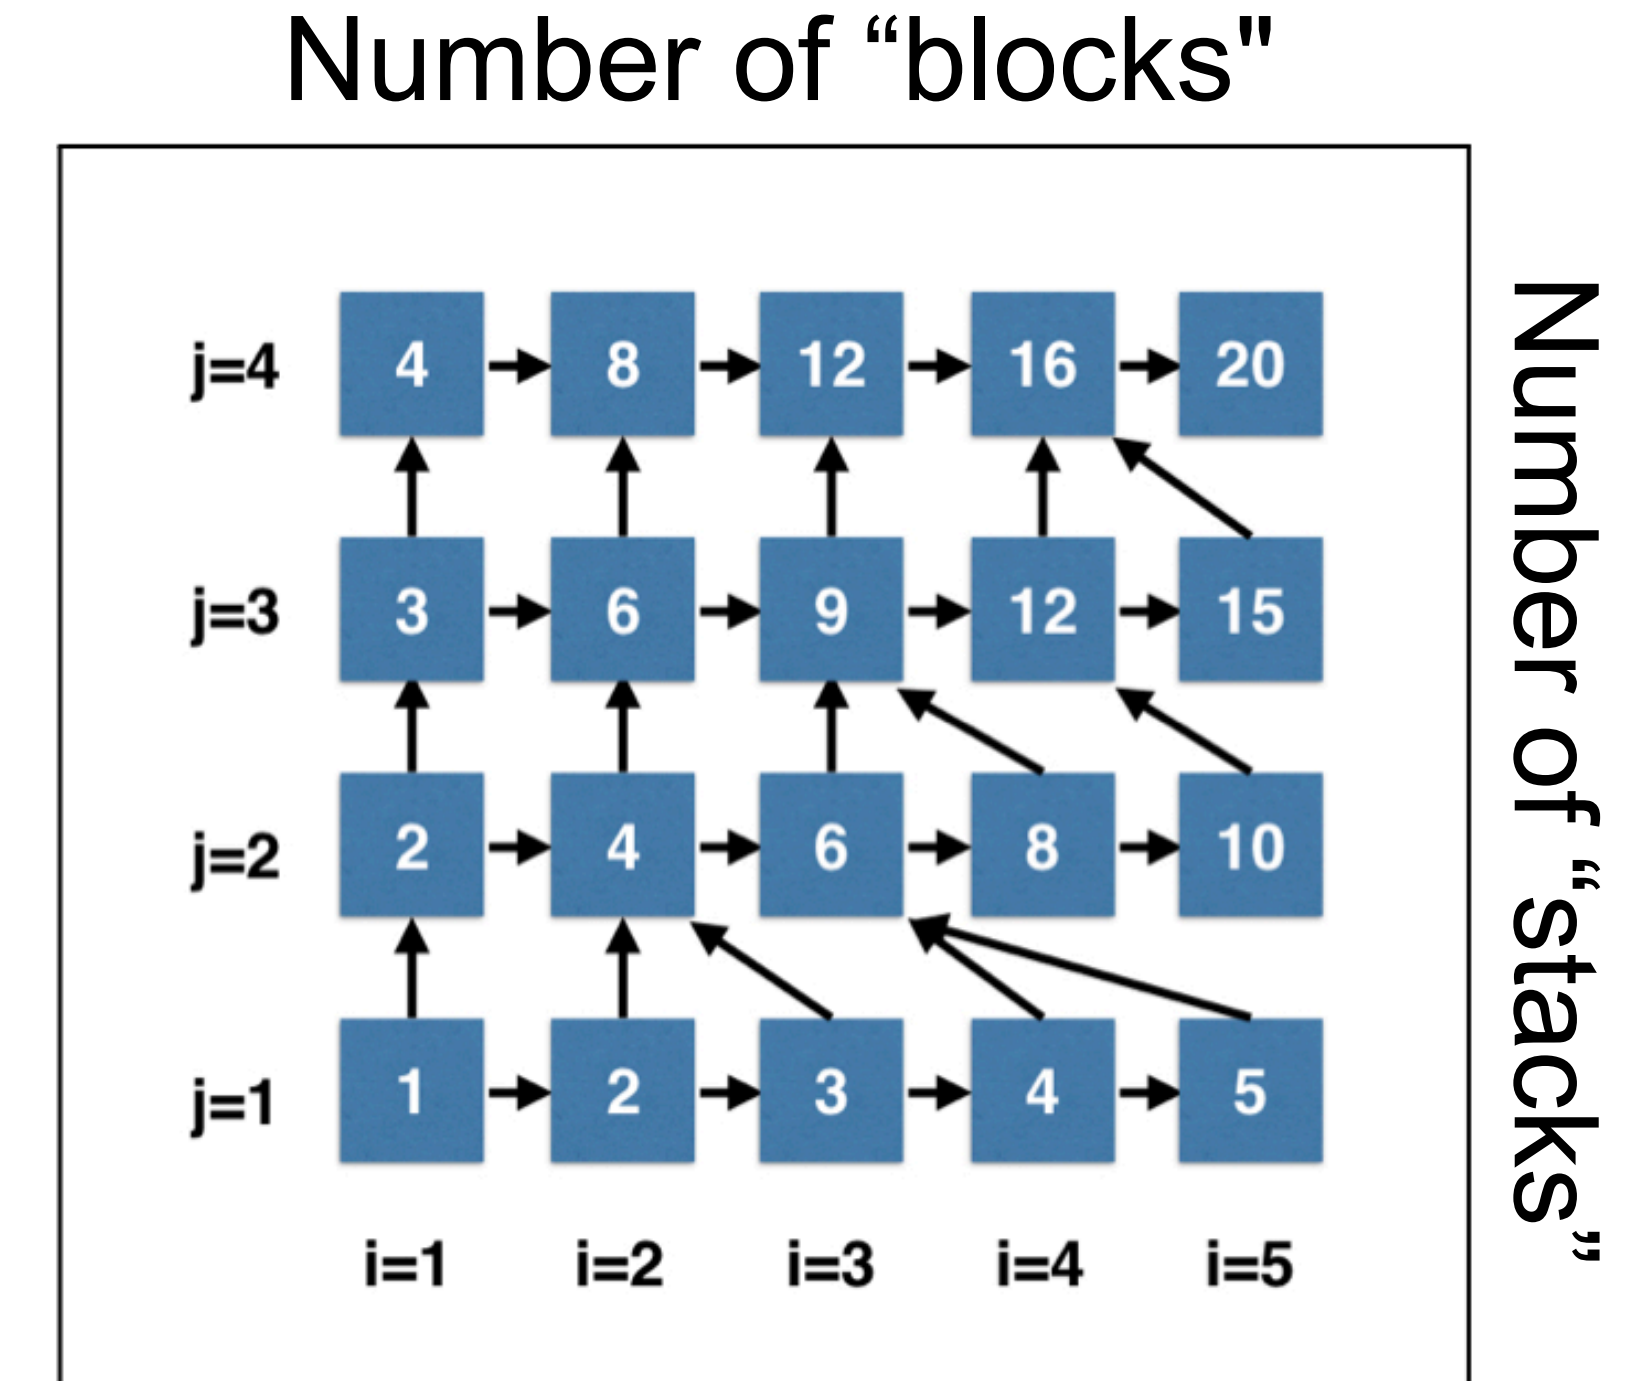 Number of “blocks"
j=4 4 8 12 16 20
j=3 3 6 9 12 15
j=2 2 4 6 8 10
j=1 1 2 3 4 5
i=1 i=2 i=3 i=4 i=5
Number of “stacks”